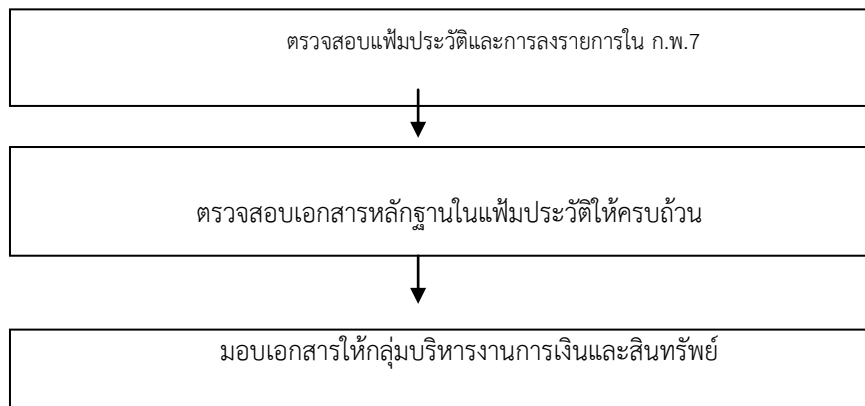 ตรวจสอบแฟ้มประวัติและการลงรายการใน ก.พ.7
ตรวจสอบเอกสารหลักฐานในแฟ้มประวัติให้ครบถ้วน
มอบเอกสารให้กลุ่มบริหารงานการเงินและสินทรัพย์